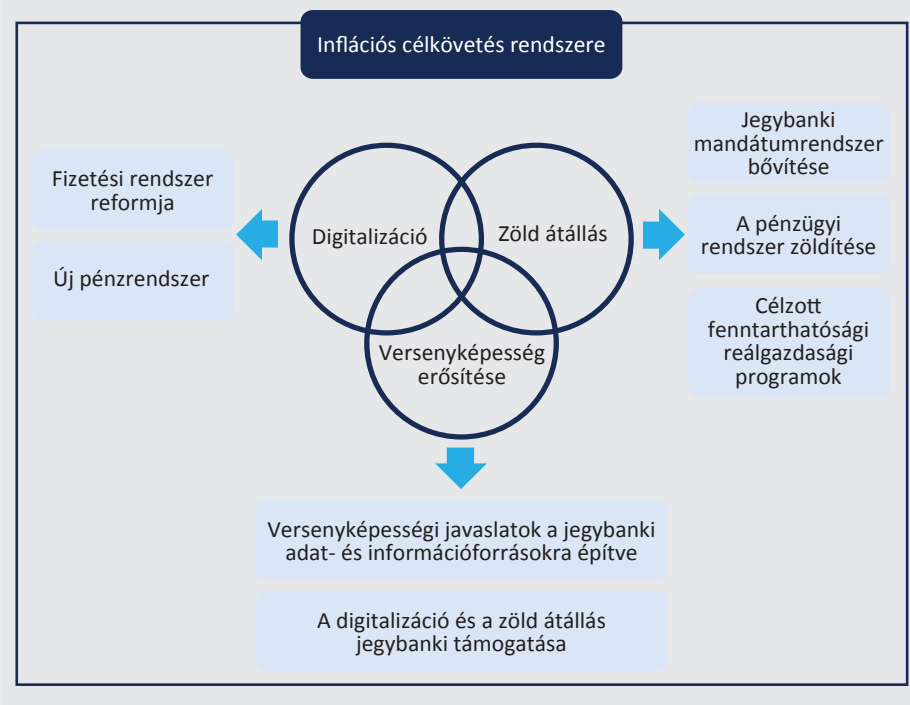 Inflációs célkövetés rendszere
Fizetési rendszer
reformja
Új pénzrendszer
Digitalizáció
Zöld átállás
Versenyképesség
erősítése
Jegybanki
mandátumrendszer
bővítése
A pénzügyi
rendszer zöldítése
Célzott
fenntarthatósági
reálgazdasági
programok
Versenyképességi javaslatok a jegybanki
adat- és információforrásokra építve
A digitalizáció és a zöld átállás
jegybanki támogatása